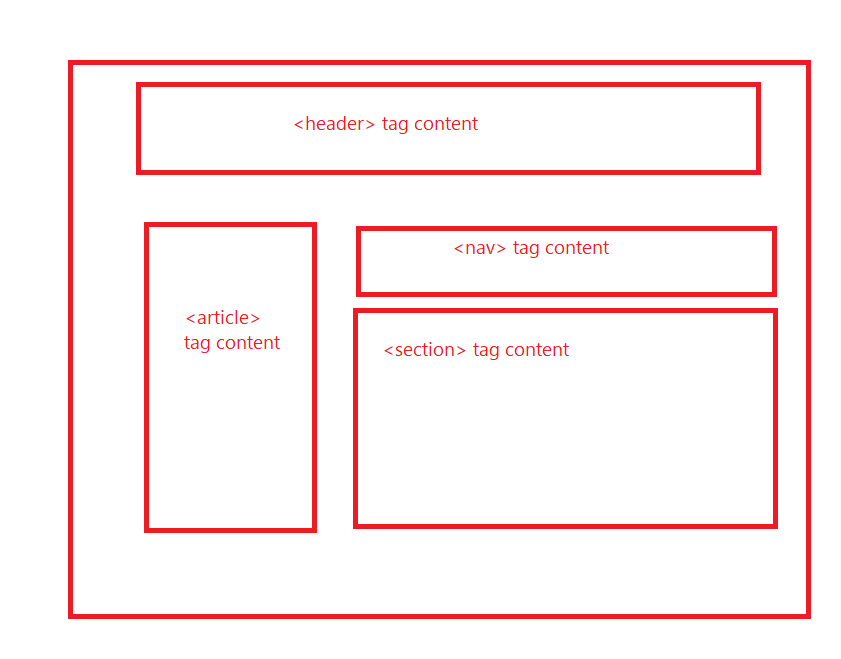 <header> tag content
<nav> tag content
<article>
tag content
<section> tag content